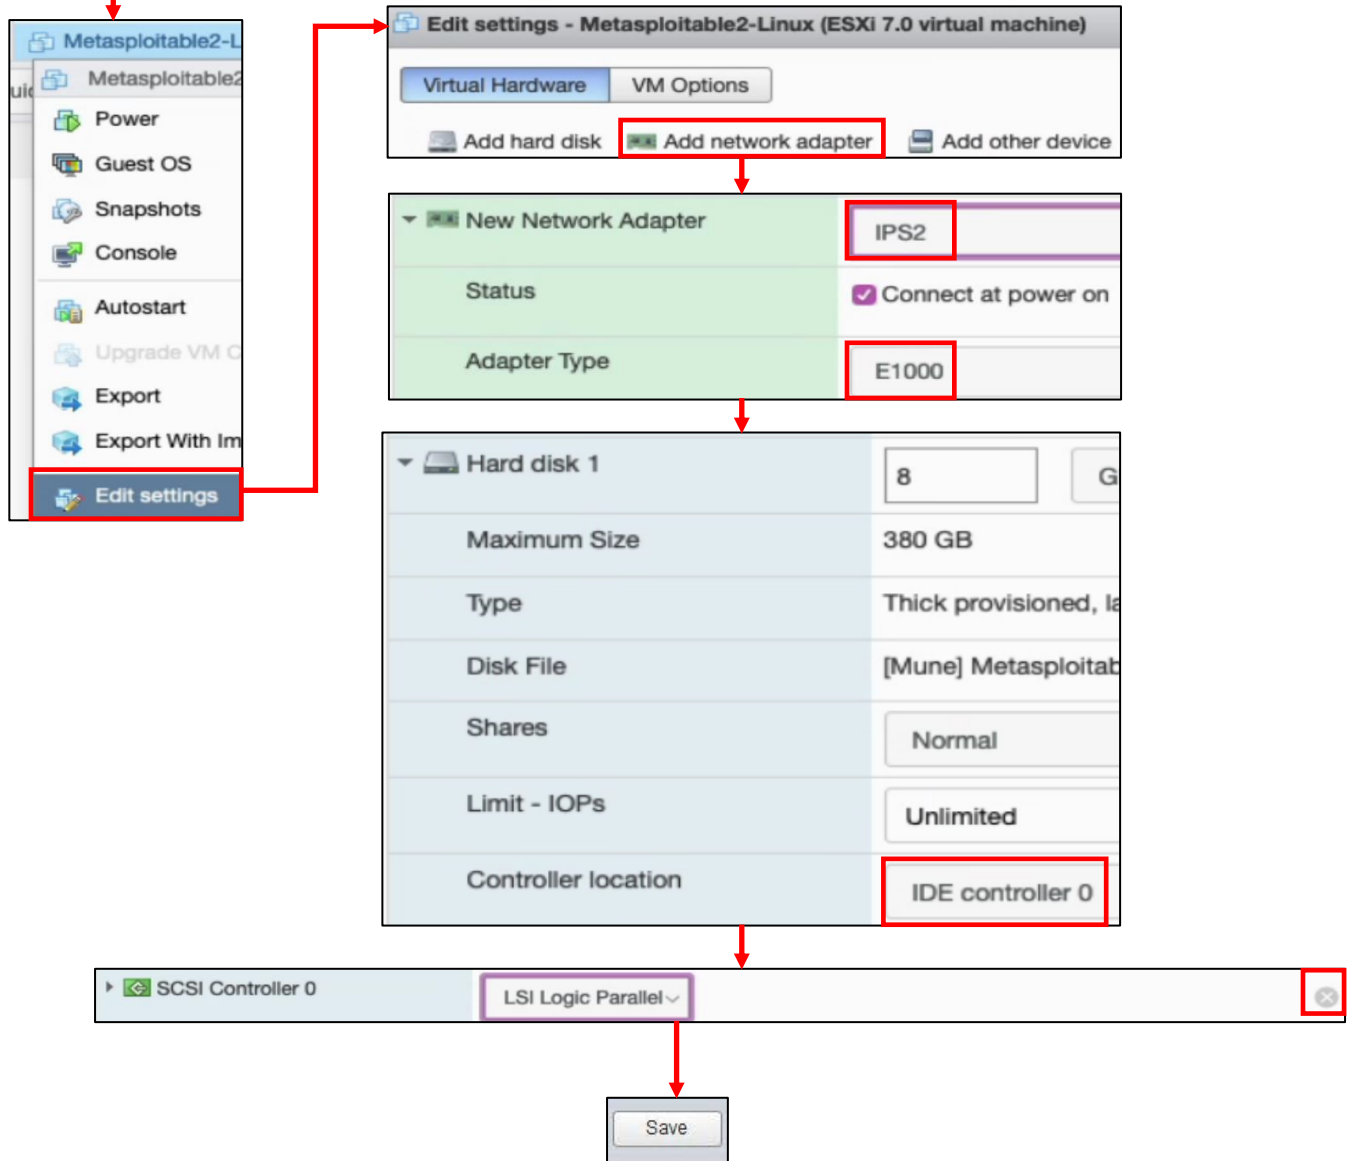 Metasploitable2-L
Metasploitable2
Power
Guest OS
Snapshots
Console
Autostart
Upgrade VM C
Export
Export With Im
Edit settings
Edit settings - Metasploitable2-Linux (ESXi 7.0 virtual machine)
Virtual Hardware VM Options
Add hard disk Add network adapter Add other device
New Network Adapter IPS2
Status Connect at power on
Adapter Type E1000
Hard disk 1 8 G
Maximum Size 380 GB
Type Thick provisioned, la
Disk File [Mune] Metasploitab
Shares Normal
Limit - IOPs Unlimited
Controller location IDE controller 0
SCSI Controller 0 LSI Logic Parallel
Save